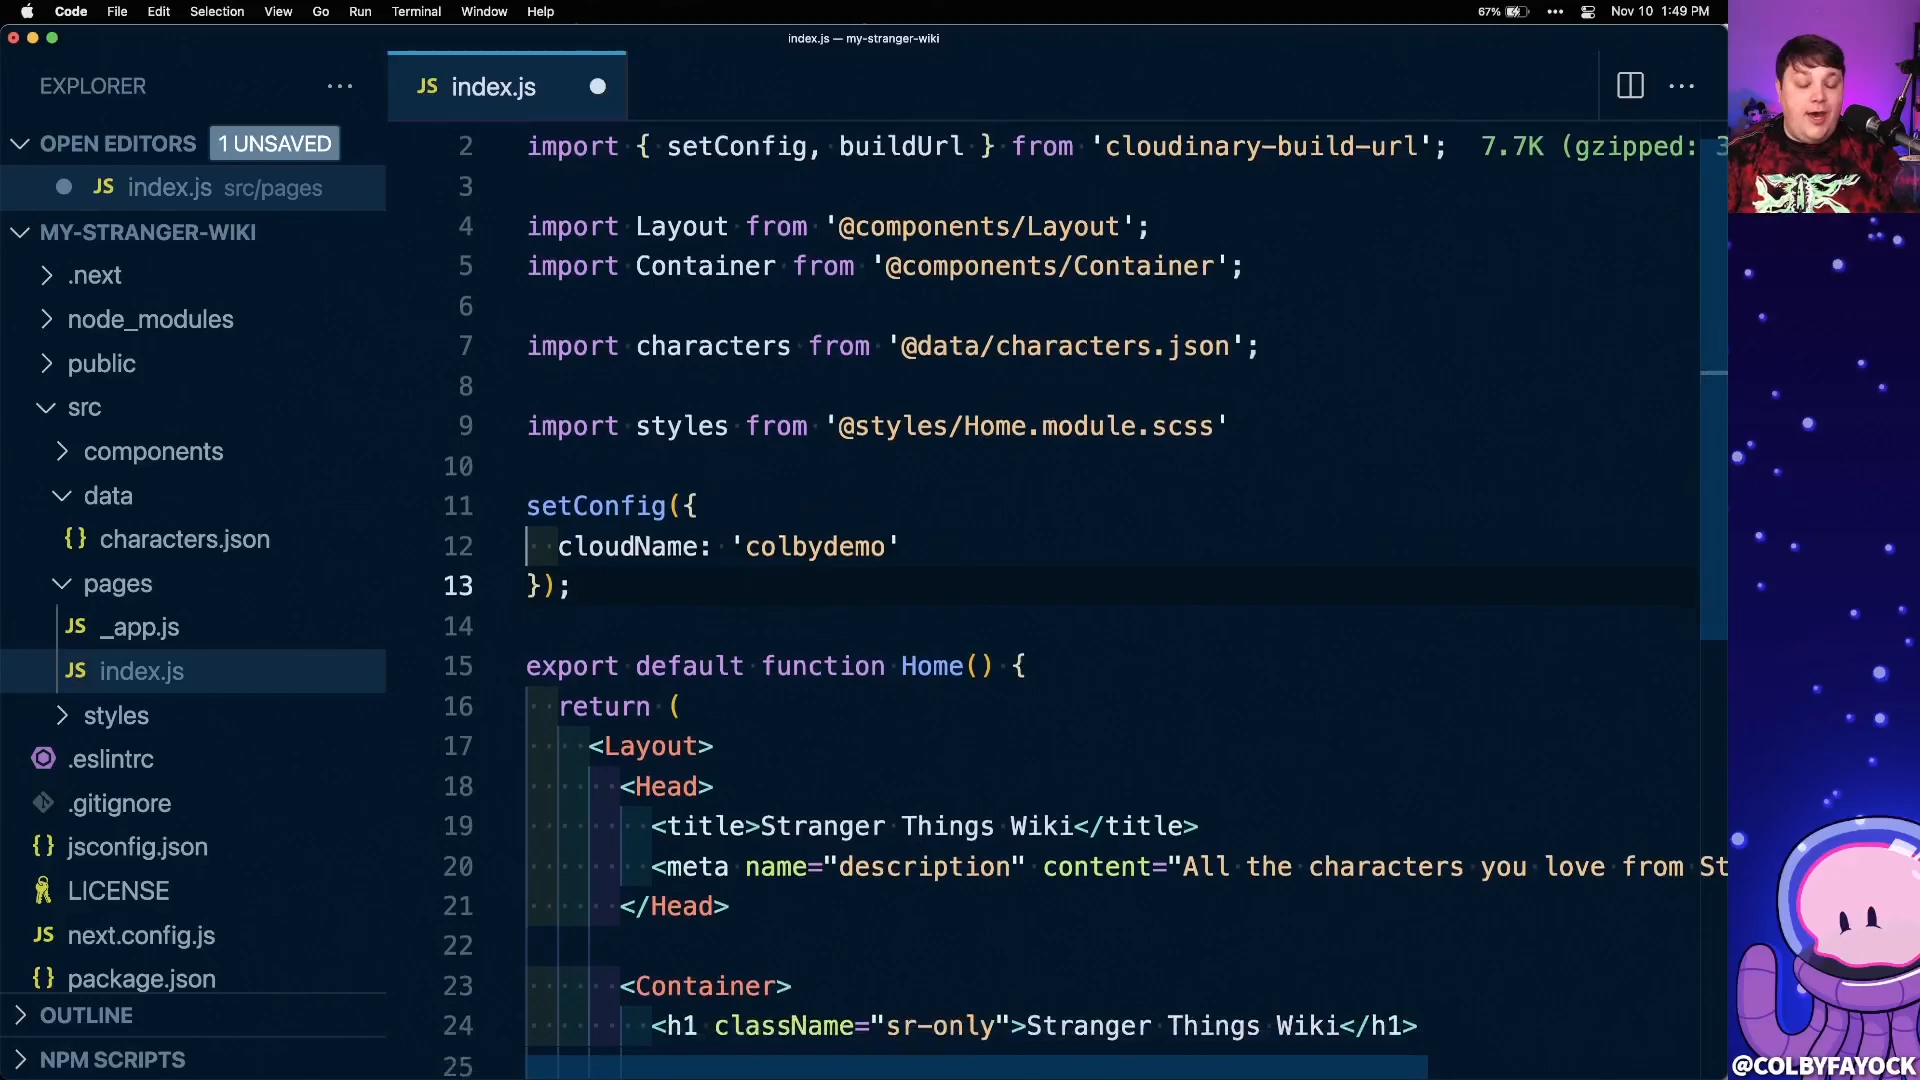 Code File Edit Selection View Go Run Terminal Window Help
67% Nov 10 1:49 PM
index.js — my-stranger-wiki
EXPLORER
OPEN EDITORS 1 UNSAVED
JS index.js src/pages
MY-STRANGER-WIKI
.next
node_modules
public
src
components
data
{} characters.json
pages
JS _app.js
JS index.js
styles
.eslintrc
.gitignore
{} jsconfig.json
LICENSE
JS next.config.js
{} package.json
OUTLINE
NPM SCRIPTS
JS index.js
2 import { setConfig, buildUrl } from 'cloudinary-build-url'; 7.7K (gzipped: 3
3
4 import Layout from '@components/Layout';
5 import Container from '@components/Container';
6
7 import characters from '@data/characters.json';
8
9 import styles from '@styles/Home.module.scss'
10
11 setConfig({
12 cloudName: 'colbydemo'
13 });
14
15 export default function Home() {
16 return (
17 <Layout>
18 <Head>
19 <title>Stranger Things Wiki</title>
20 <meta name="description" content="All the characters you love from St
21 </Head>
22
23 <Container>
24 <h1 className="sr-only">Stranger Things Wiki</h1>
25
@COLBYFAYOCK